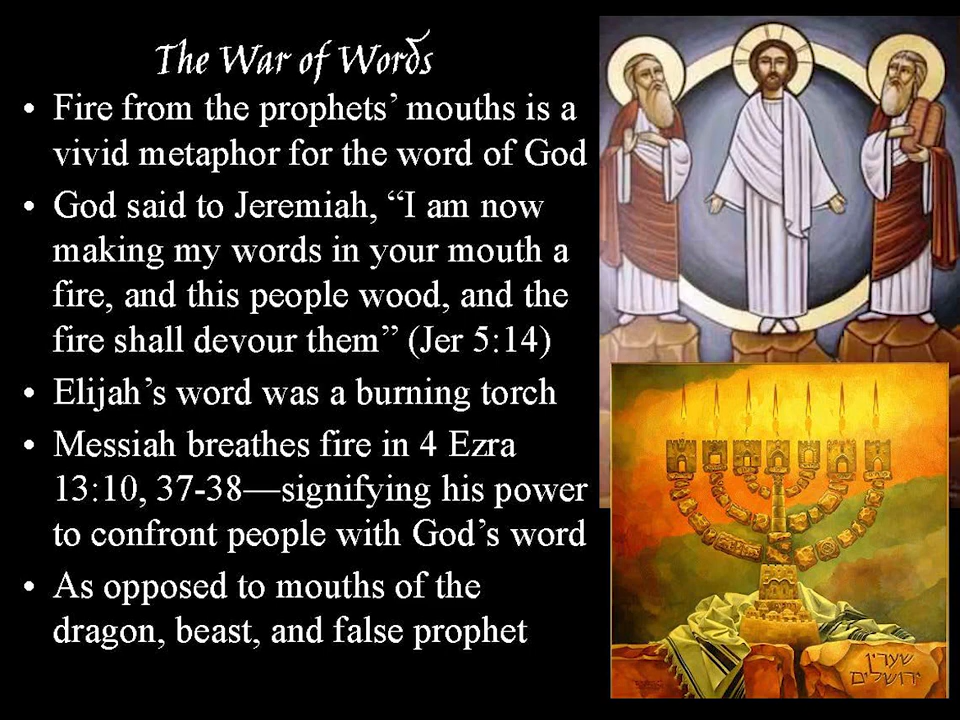 The War of Words
• Fire from the prophets’ mouths is a
vivid metaphor for the word of God
• God said to Jeremiah, “I am now
making my words in your mouth a
fire, and this people wood, and the
fire shall devour them” (Jer 5:14)
• Elijah’s word was a burning torch
• Messiah breathes fire in 4 Ezra
13:10, 37-38—signifying his power
to confront people with God’s word
• As opposed to mouths of the
dragon, beast, and false prophet
שערין
ירושלים